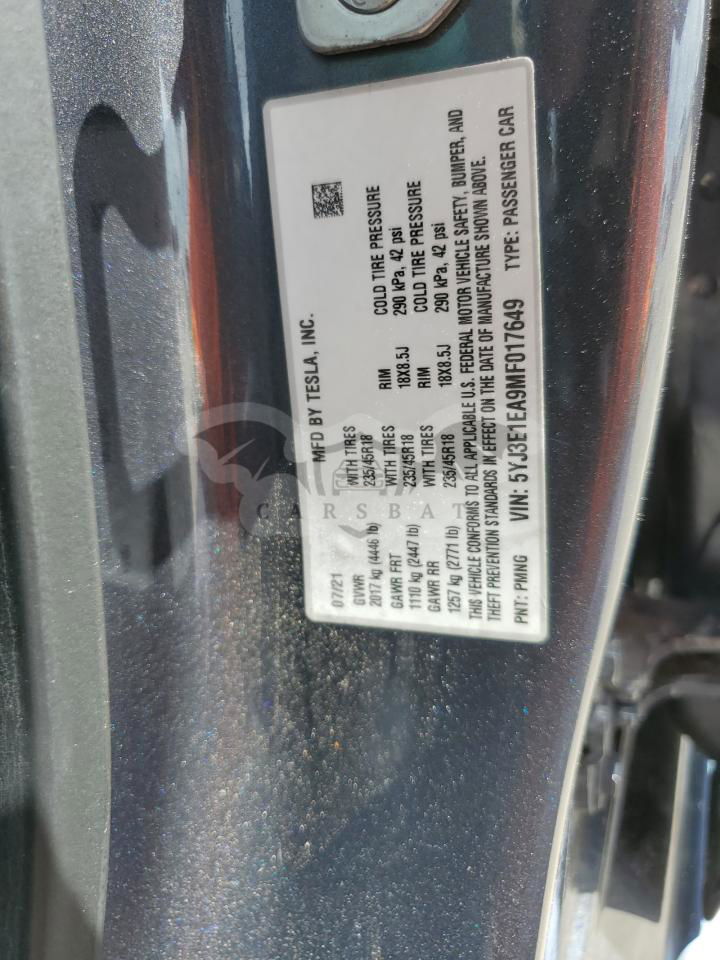 MFD BY TESLA, INC.
07/21
GVWR WITH TIRES RIM COLD TIRE PRESSURE
2017 kg (4446 lb) 235/45R18 18X8.5J 290 kPa, 42 psi
GAWR FRT WITH TIRES RIM COLD TIRE PRESSURE
1110 kg (2447 lb) 235/45R18 18X8.5J 290 kPa, 42 psi
GAWR RR WITH TIRES
1257 kg (2771 lb) 235/45R18
THIS VEHICLE CONFORMS TO ALL APPLICABLE U.S. FEDERAL MOTOR VEHICLE SAFETY, BUMPER, AND
THEFT PREVENTION STANDARDS IN EFFECT ON THE DATE OF MANUFACTURE SHOWN ABOVE.
PNT: PMNG VIN: 5YJ3E1EA9MF017649 TYPE: PASSENGER CAR
CARSBAT